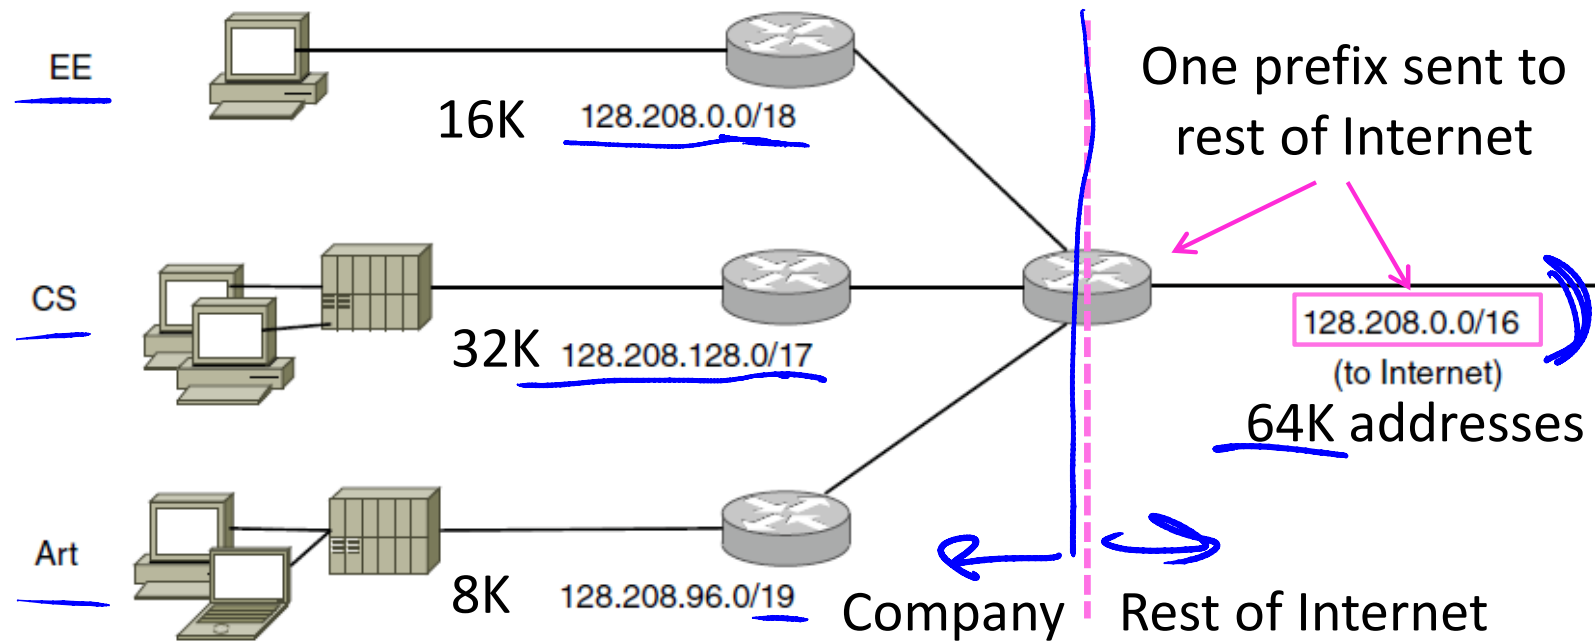 EE
16K 128.208.0.0/18
One prefix sent to
rest of Internet
CS
32K 128.208.128.0/17
128.208.0.0/16
(to Internet)
64K addresses
Art
8K 128.208.96.0/19
Company Rest of Internet